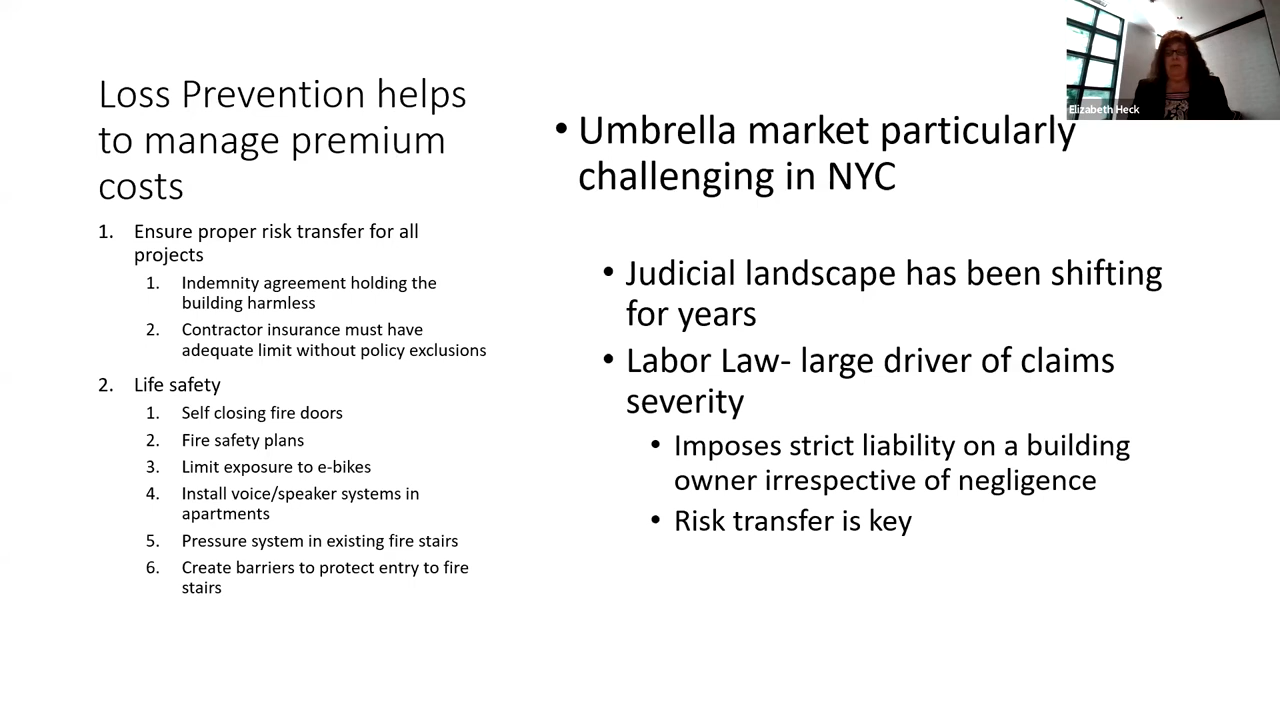 Loss Prevention helps
to manage premium
costs
1. Ensure proper risk transfer for all
projects
1. Indemnity agreement holding the
building harmless
2. Contractor insurance must have
adequate limit without policy exclusions
2. Life safety
1. Self closing fire doors
2. Fire safety plans
3. Limit exposure to e-bikes
4. Install voice/speaker systems in
apartments
5. Pressure system in existing fire stairs
6. Create barriers to protect entry to fire
stairs
• Umbrella market particularly
challenging in NYC
• Judicial landscape has been shifting
for years
• Labor Law- large driver of claims
severity
• Imposes strict liability on a building
owner irrespective of negligence
• Risk transfer is key
Elizabeth Heck